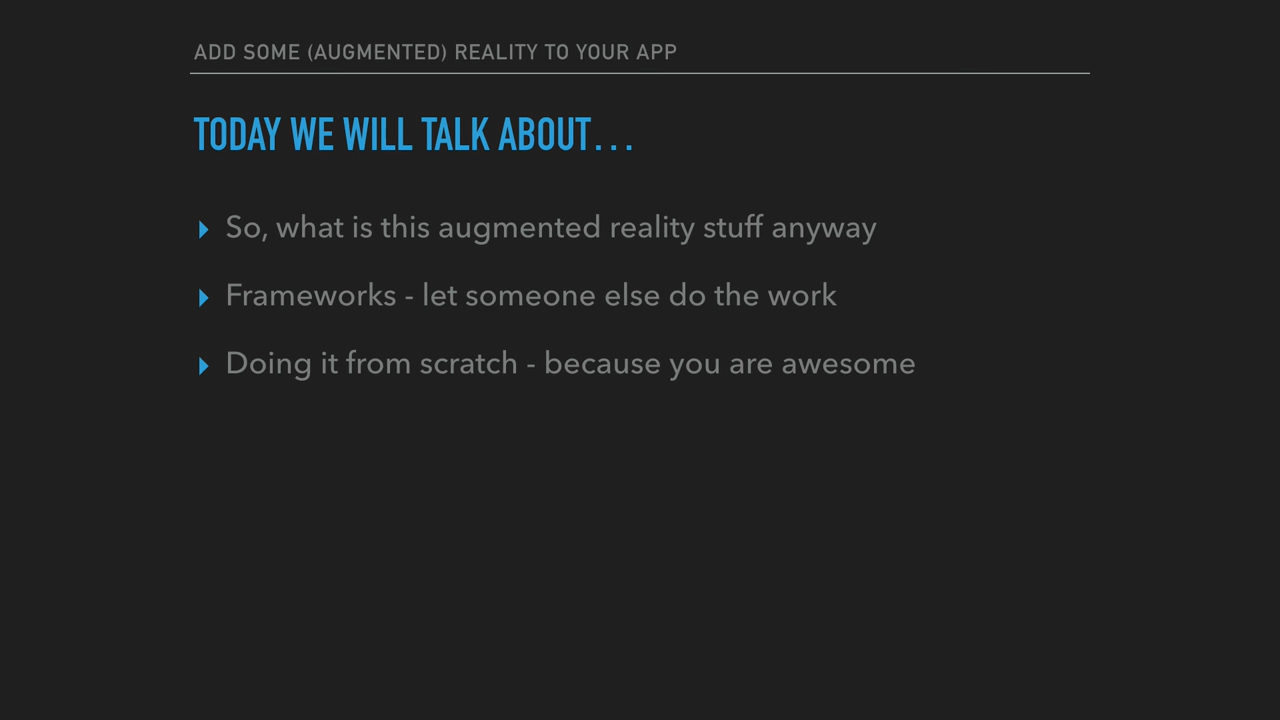 ADD SOME (AUGMENTED) REALITY TO YOUR APP
TODAY WE WILL TALK ABOUT...
So, what is this augmented reality stuff anyway
Frameworks - let someone else do the work
Doing it from scratch - because you are awesome